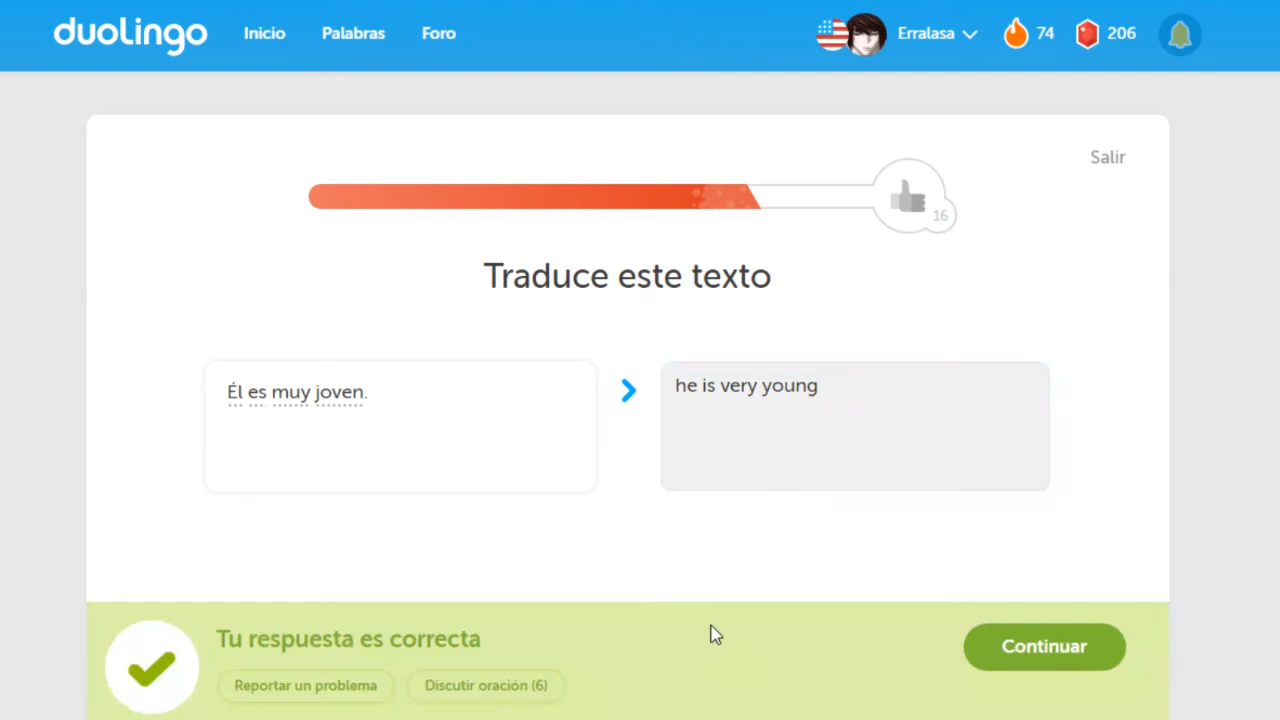 duolingo Inicio Palabras Foro Erralasa 74 206
Salir
16
Traduce este texto
Él es muy joven.
he is very young
Tu respuesta es correcta
Continuar
Reportar un problema Discutir oración (6)